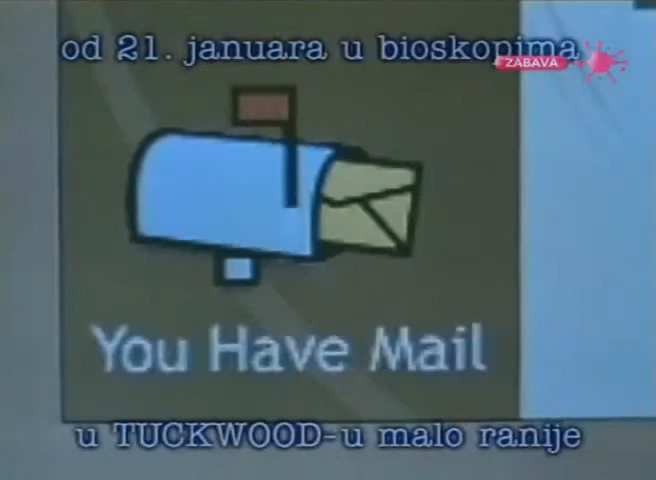 od 21. januara u bioskopima
ZABAVA
You Have Mail
u TUCKWOOD-u malo ranije